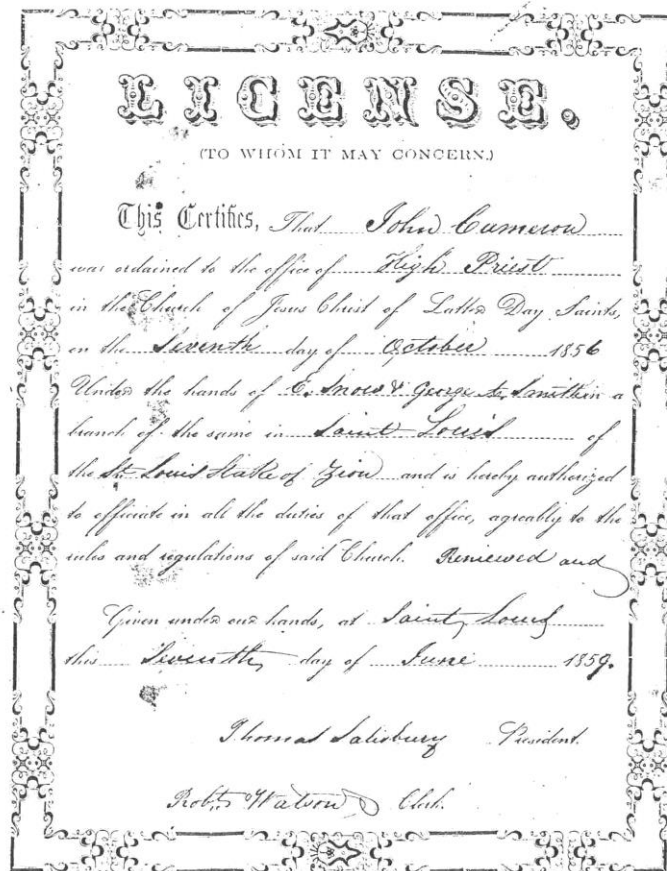 LICENSE.
(TO WHOM IT MAY CONCERN.)
This Certifies, That John Cameron
was ordained to the office of High Priest
in the Church of Jesus Christ of Latter Day Saints,
on the Seventh day of October 1856
Under the hands of E. Snow & George A. Smith in a
branch of the same in Saint Louis of
the St. Louis Stake of Zion and is hereby authorized
to officiate in all the duties of that office, agreably to the
rules and regulations of said Church. Reniewed and
Given under our hands, at Saint Louis
this Seventh day of June 1859.
Thomas Salisbury President.
Robt. Watson Clerk.